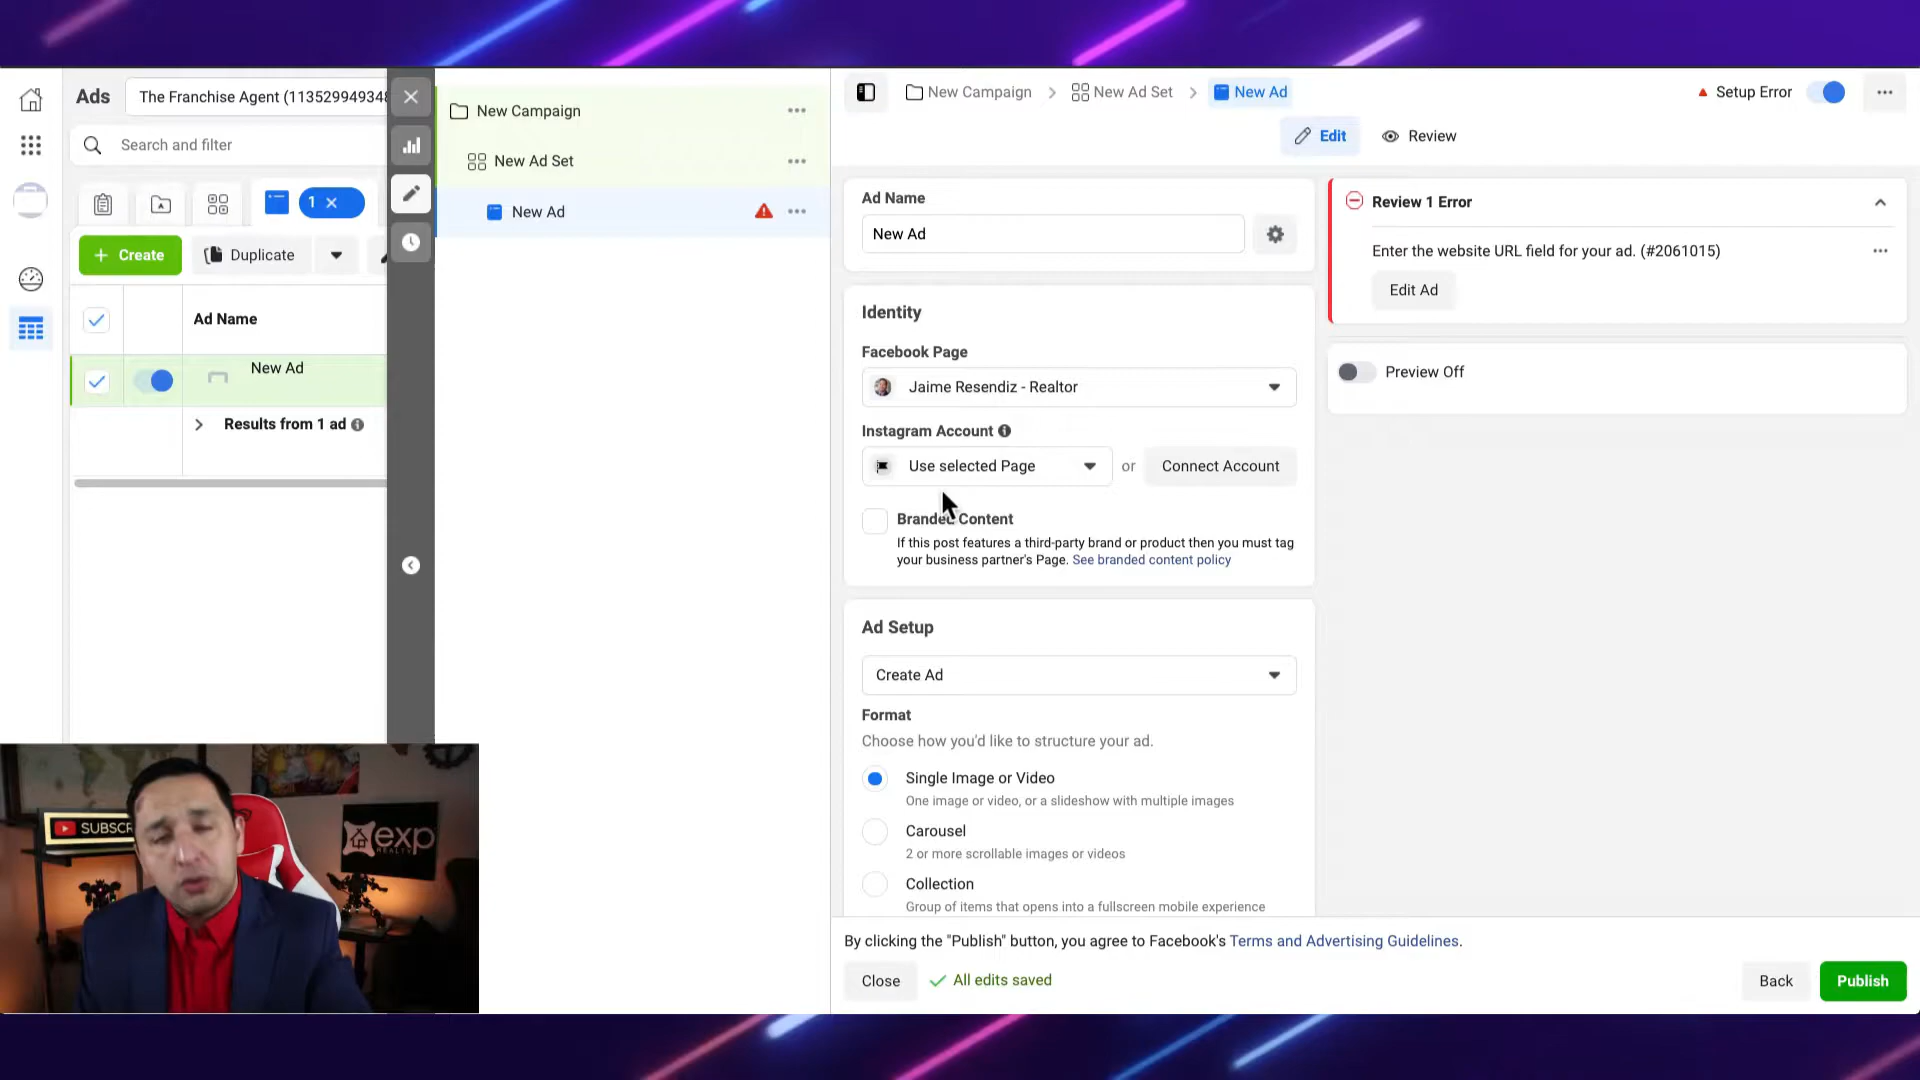 Ads
The Franchise Agent (113529949348
Search and filter
1
Create
Duplicate
Ad Name
New Ad
Results from 1 ad
New Campaign
New Ad Set
New Ad
New Campaign
New Ad Set
New Ad
Setup Error
Edit
Review
Ad Name
New Ad
Identity
Facebook Page
Jaime Resendiz - Realtor
Instagram Account
Use selected Page
or
Connect Account
Branded Content
If this post features a third-party brand or product then you must tag
your business partner's Page. See branded content policy
Ad Setup
Create Ad
Format
Choose how you'd like to structure your ad.
Single Image or Video
One image or video, or a slideshow with multiple images
Carousel
2 or more scrollable images or videos
Collection
Group of items that opens into a fullscreen mobile experience
Review 1 Error
Enter the website URL field for your ad. (#2061015)
Edit Ad
Preview Off
By clicking the "Publish" button, you agree to Facebook's Terms and Advertising Guidelines.
Close
All edits saved
Back
Publish
SUBSCR
exp
REALTY